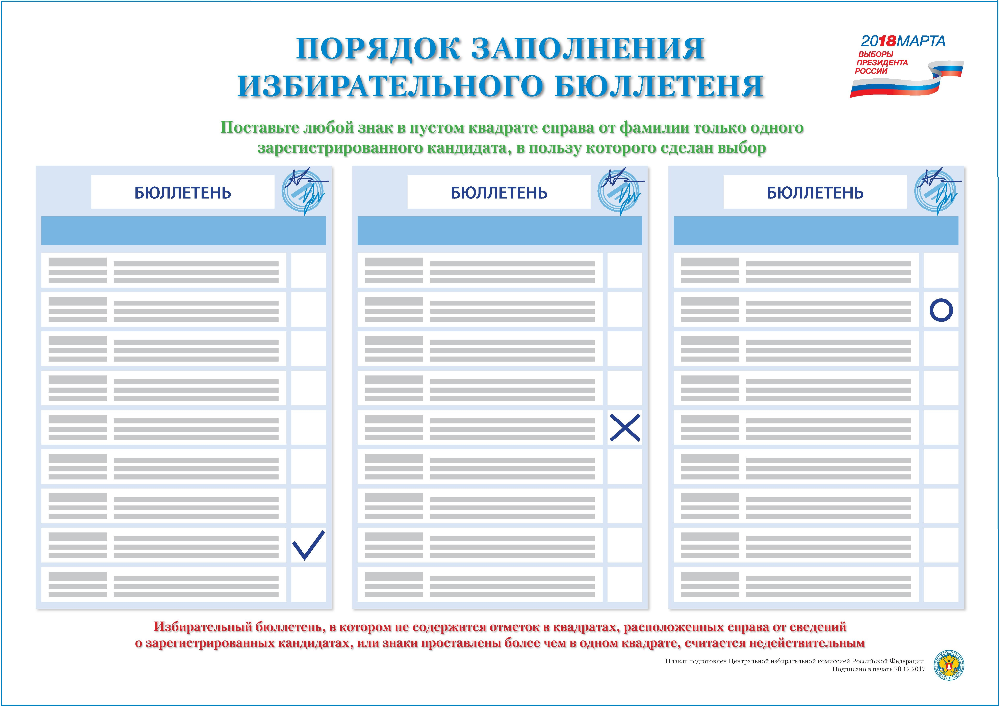 ПОРЯДОК ЗАПОЛНЕНИЯ
ИЗБИРАТЕЛЬНОГО БЮЛЛЕТЕНЯ
2018МАРТА
ВЫБОРЫ
ПРЕЗИДЕНТА
РОССИИ
Поставьте любой знак в пустом квадрате справа от фамилии только одного
зарегистрированного кандидата, в пользу которого сделан выбор
БЮЛЛЕТЕНЬ
БЮЛЛЕТЕНЬ
БЮЛЛЕТЕНЬ
Избирательный бюллетень, в котором не содержится отметок в квадратах, расположенных справа от сведений
о зарегистрированных кандидатах, или знаки проставлены более чем в одном квадрате, считается недействительным
Плакат подготовлен Центральной избирательной комиссией Российской Федерации.
Подписано в печать 20.12.2017